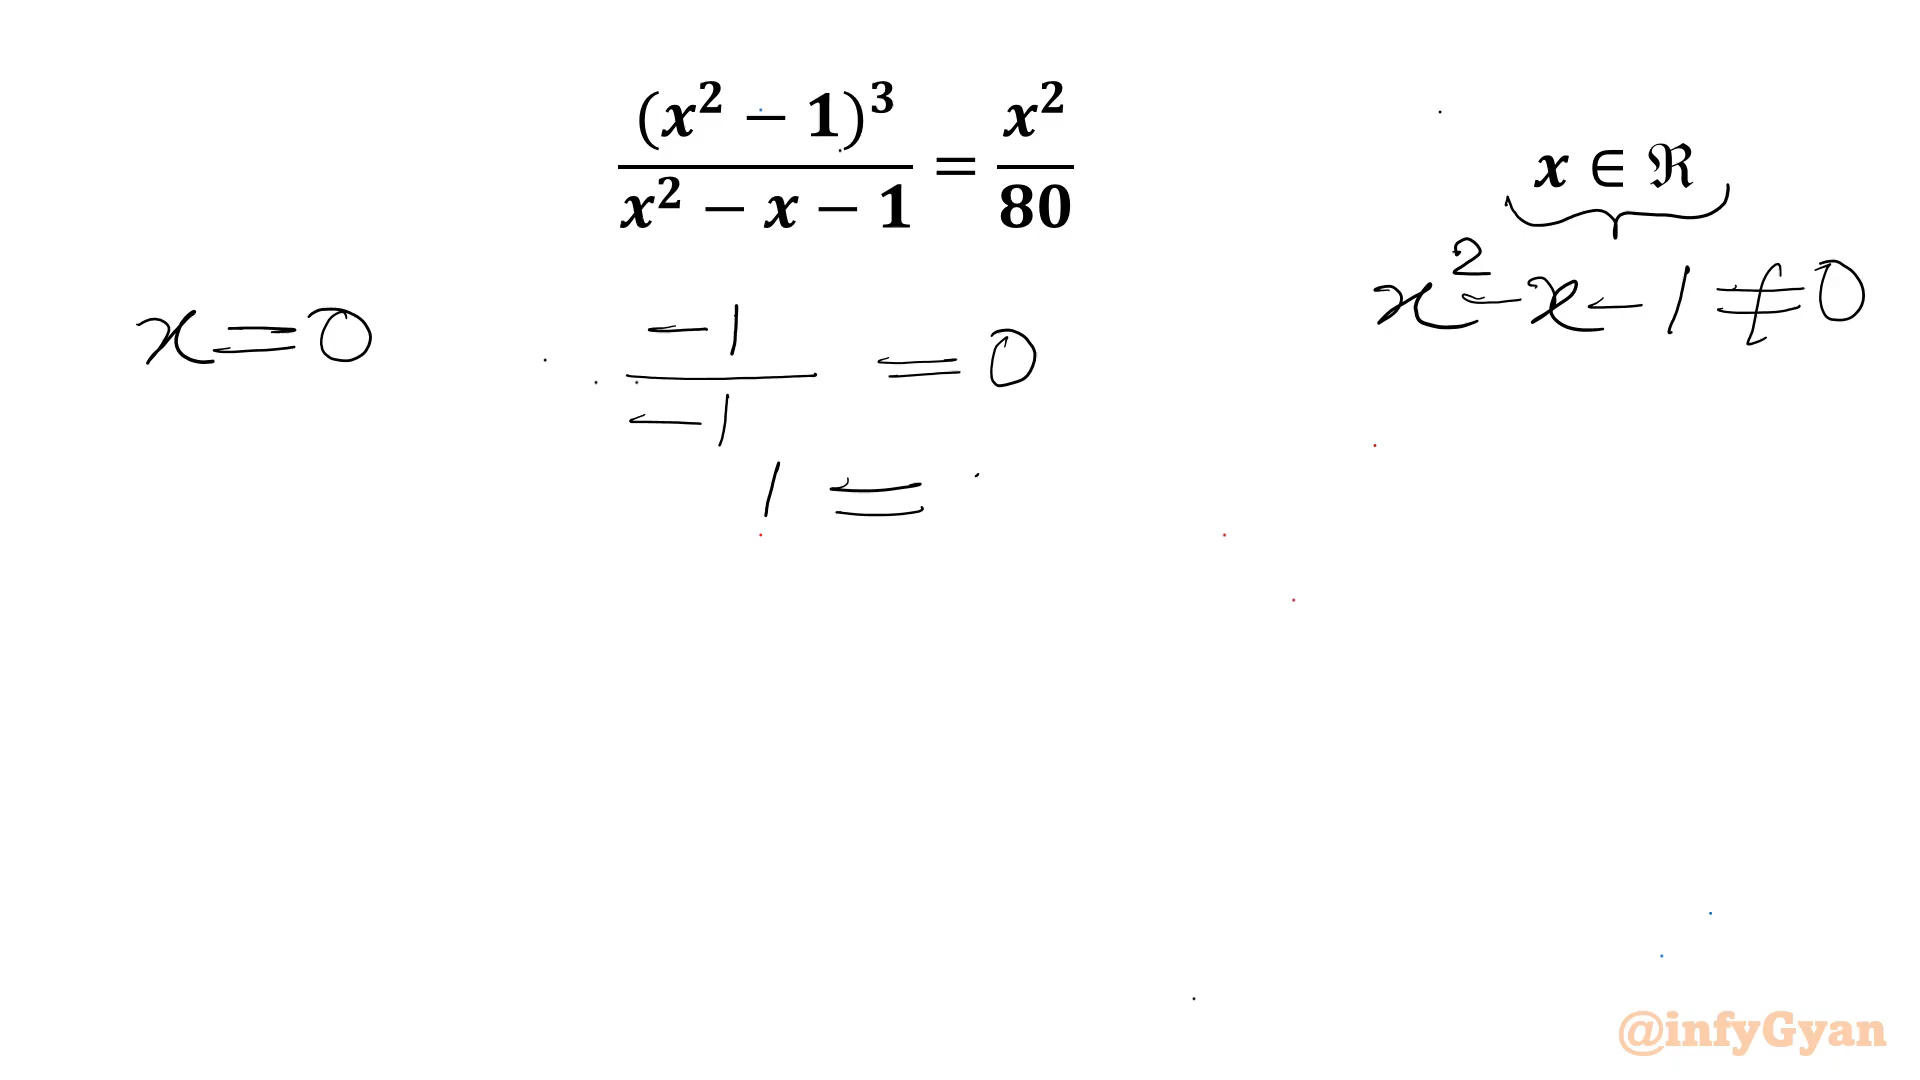 (x² − 1)³ / (x² − x − 1) = x² / 80
x ∈ ℜ
x² − x − 1 ≠ 0
x = 0
−1 / −1 = 0
1 =
@infyGyan